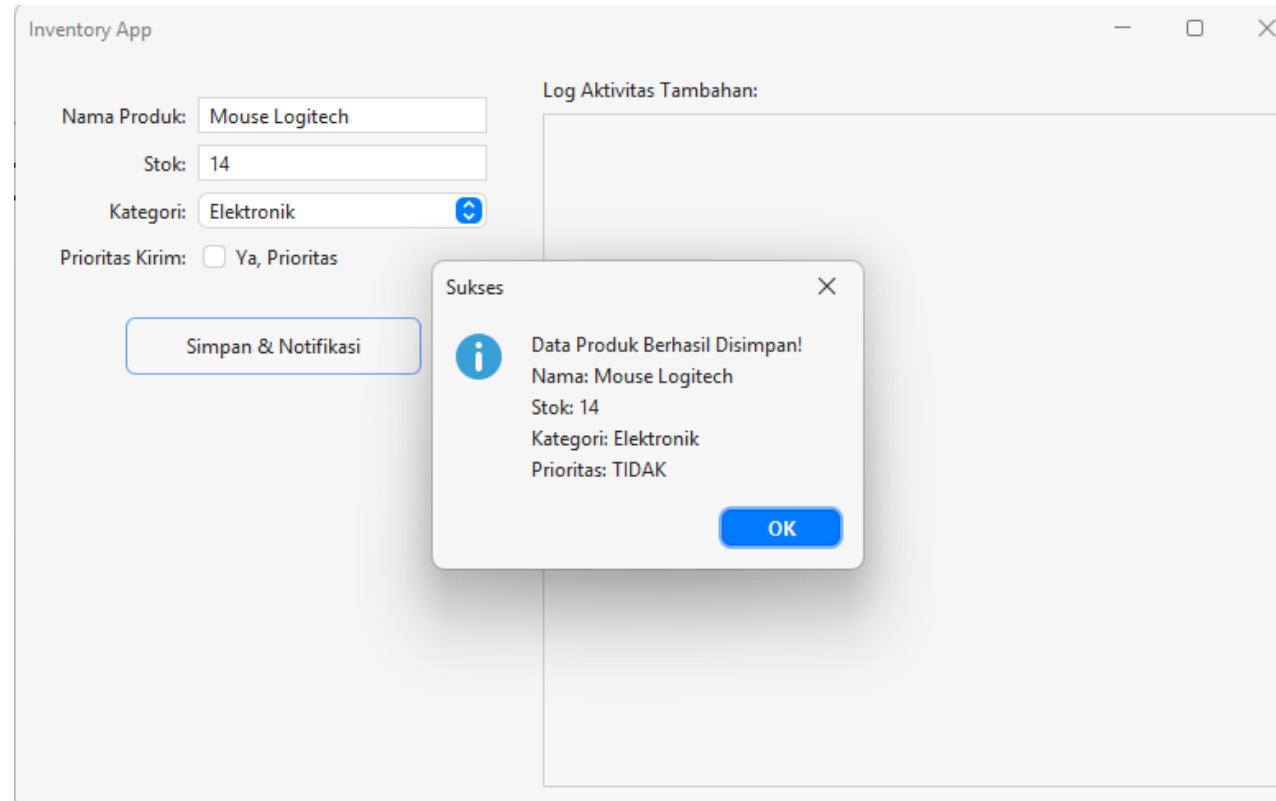 Inventory App
Nama Produk: Mouse Logitech
Stok: 14
Kategori: Elektronik
Prioritas Kirim: Ya, Prioritas
Simpan & Notifikasi
Log Aktivitas Tambahan:
Sukses
Data Produk Berhasil Disimpan!
Nama: Mouse Logitech
Stok: 14
Kategori: Elektronik
Prioritas: TIDAK
OK